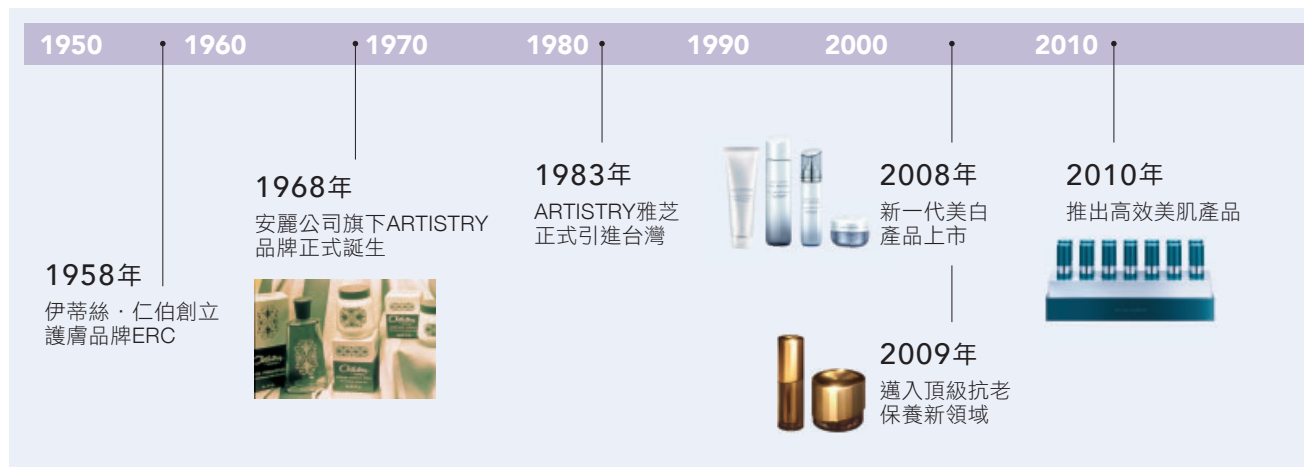 1950 1960 1970 1980 1990 2000 2010
1958年
伊蒂絲．仁伯創立
護膚品牌ERC
1968年
安麗公司旗下ARTISTRY
品牌正式誕生
Artistry
Artistry
Artistry
1983年
ARTISTRY雅芝
正式引進台灣
2008年
新一代美白
產品上市
2009年
邁入頂級抗老
保養新領域
2010年
推出高效美肌產品